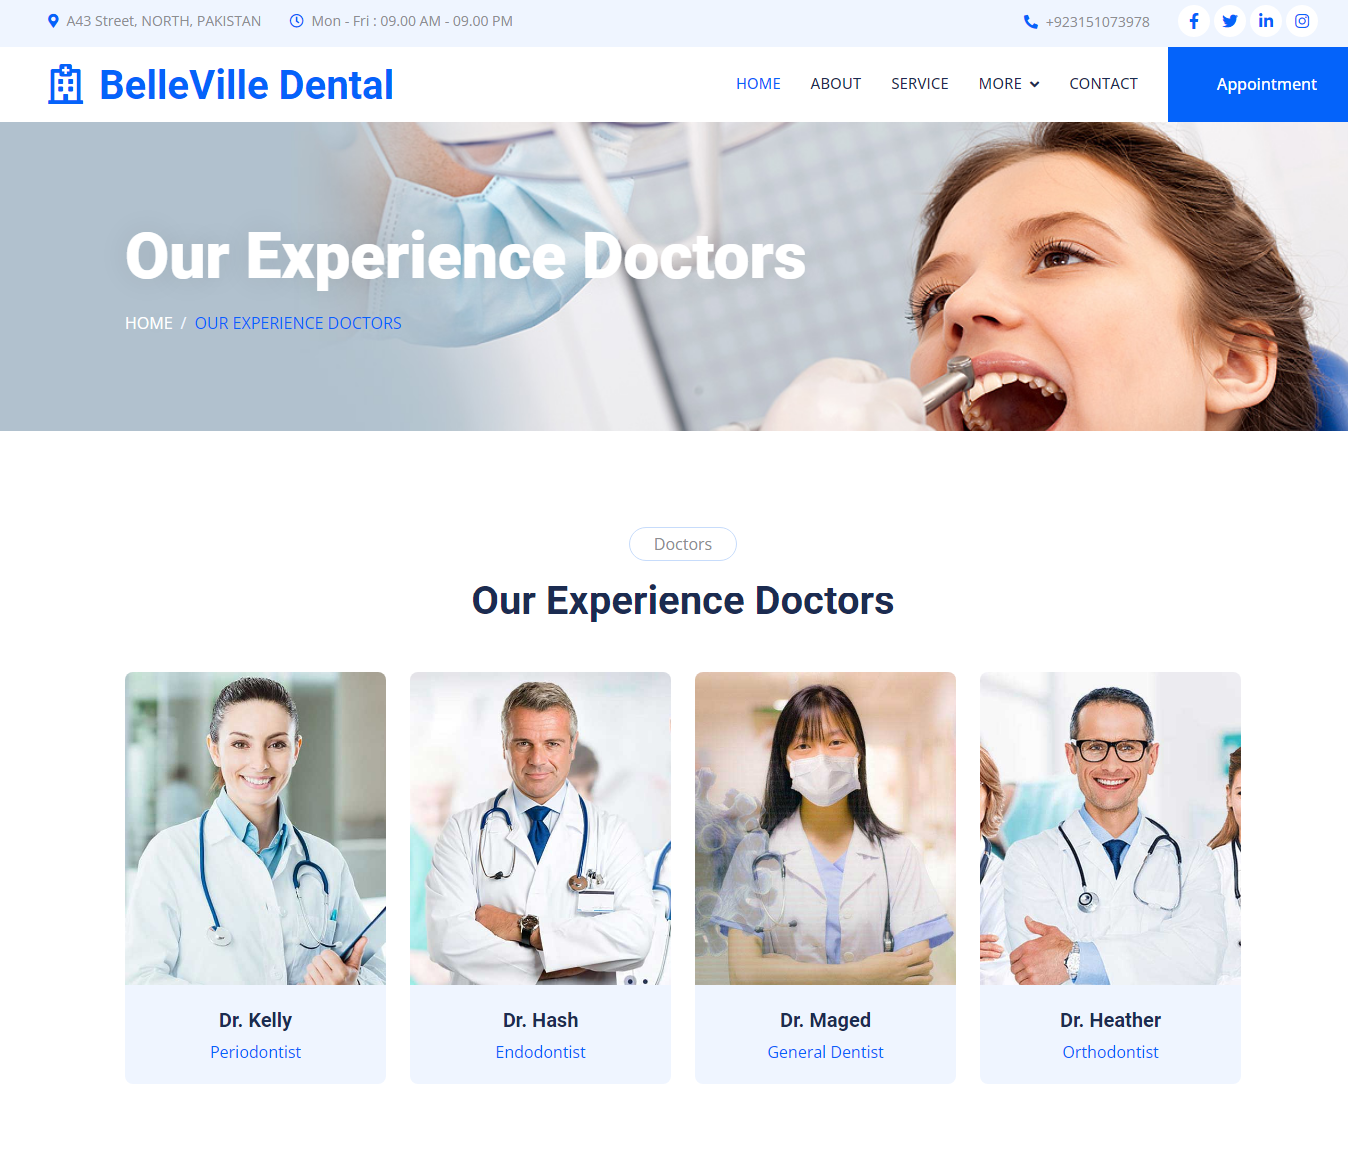 A43 Street, NORTH, PAKISTAN
Mon - Fri : 09.00 AM - 09.00 PM
+923151073978
BelleVille Dental
HOME
ABOUT
SERVICE
MORE
CONTACT
Appointment
Our Experience Doctors
HOME / OUR EXPERIENCE DOCTORS
Doctors
Our Experience Doctors
Dr. Kelly
Periodontist
Dr. Hash
Endodontist
Dr. Maged
General Dentist
Dr. Heather
Orthodontist